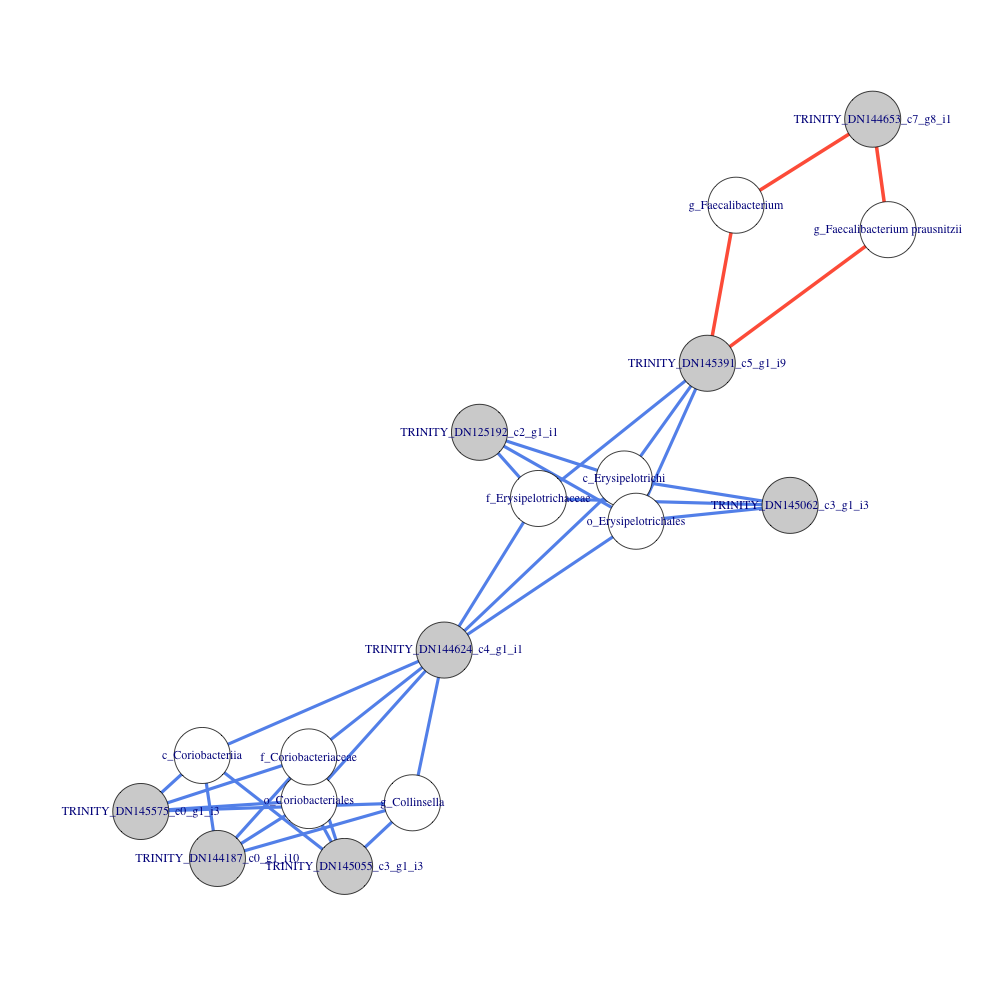 TRINITY_DN144653_c7_g8_i1
g_Faecalibacterium
g_Faecalibacterium prausnitzii
TRINITY_DN145391_c5_g1_i9
TRINITY_DN125192_c2_g1_i1
c_Erysipelotrichi
f_Erysipelotrichaceae
TRINITY_DN145062_c3_g1_i3
o_Erysipelotrichales
TRINITY_DN144624_c4_g1_i1
c_Coriobacteriia
f_Coriobacteriaceae
o_Coriobacteriales
g_Collinsella
TRINITY_DN145575_c0_g1_i3
TRINITY_DN144187_c0_g1_i10
TRINITY_DN145055_c3_g1_i3